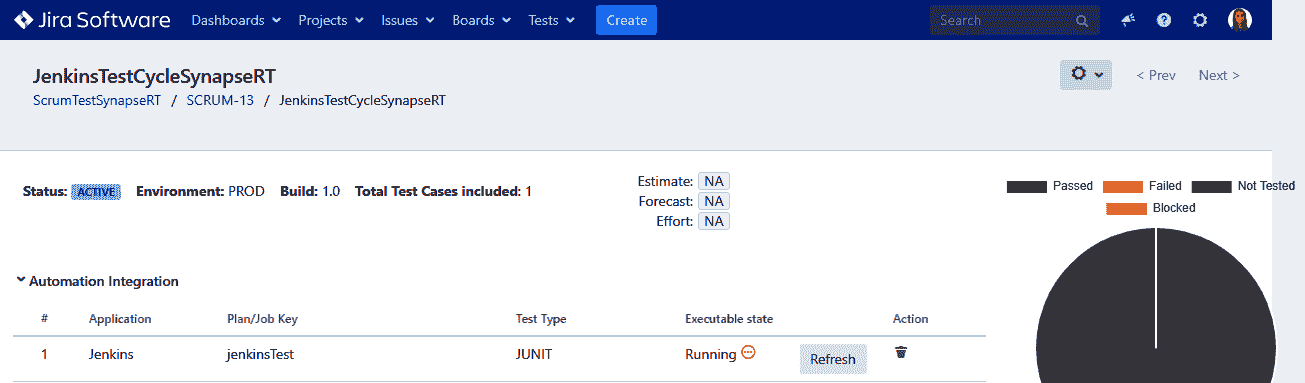 Jira Software Dashboards Projects Issues Boards Tests Create Search
JenkinsTestCycleSynapseRT
< Prev Next >
ScrumTestSynapseRT / SCRUM-13 / JenkinsTestCycleSynapseRT
Status: ACTIVE Environment: PROD Build: 1.0 Total Test Cases included: 1
Estimate: NA
Forecast: NA
Effort: NA
Passed Failed Not Tested
Blocked
Automation Integration
# Application Plan/Job Key Test Type Executable state Action
1 Jenkins jenkinsTest JUNIT Running Refresh